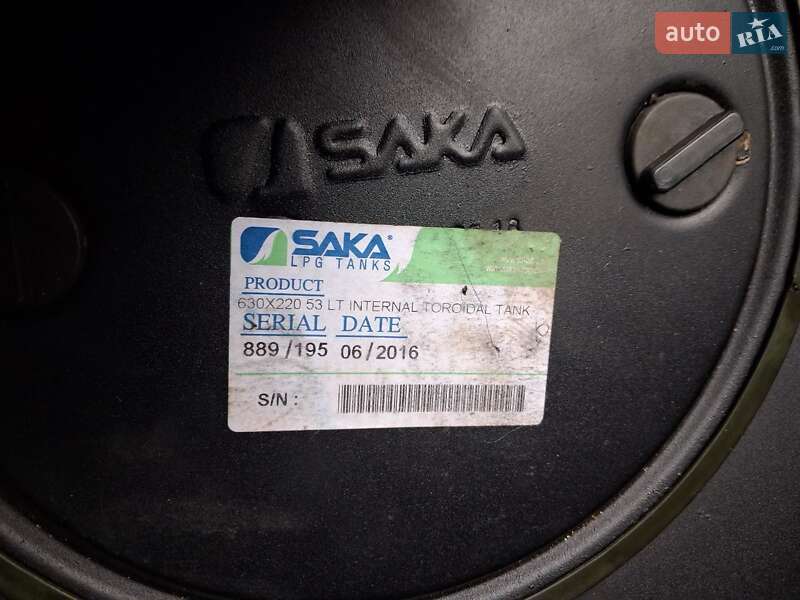 auto RIA .com
SAKA
SAKA®
LPG TANKS
PRODUCT
630X220 53 LT INTERNAL TOROIDAL TANK
SERIAL DATE
889/195 06/2016
S/N :